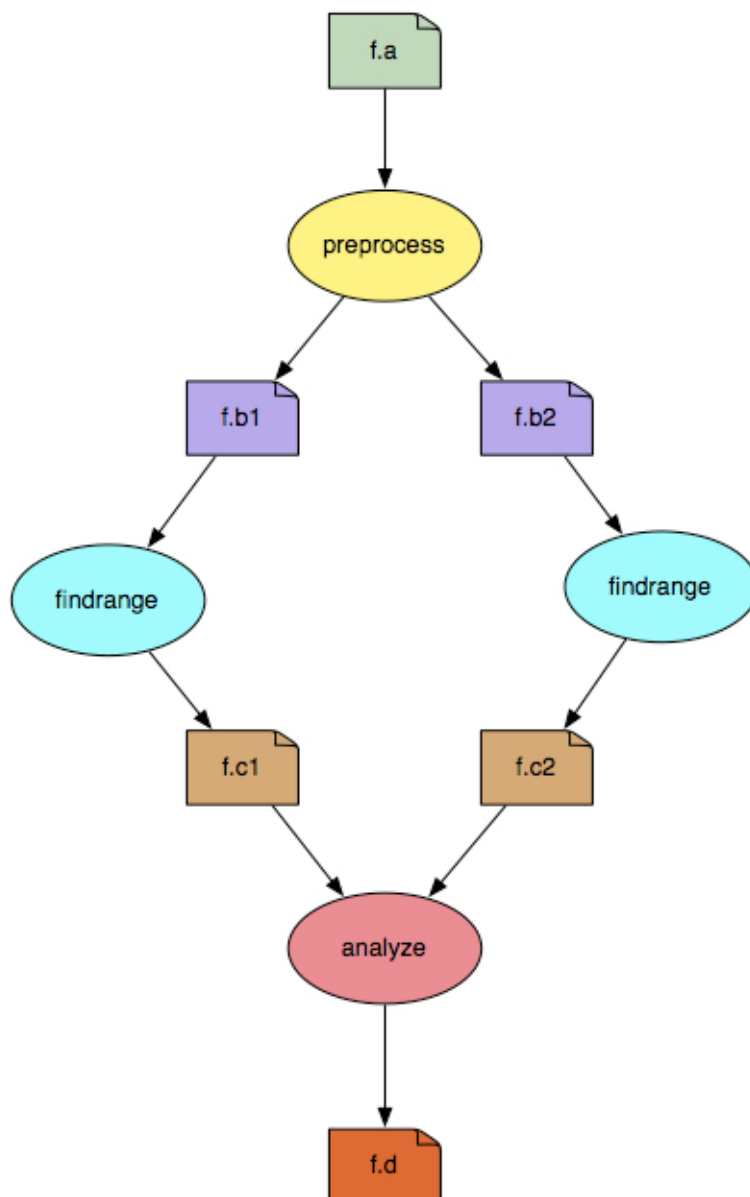 f.a
preprocess
f.b1
f.b2
findrange
findrange
f.c1
f.c2
analyze
f.d